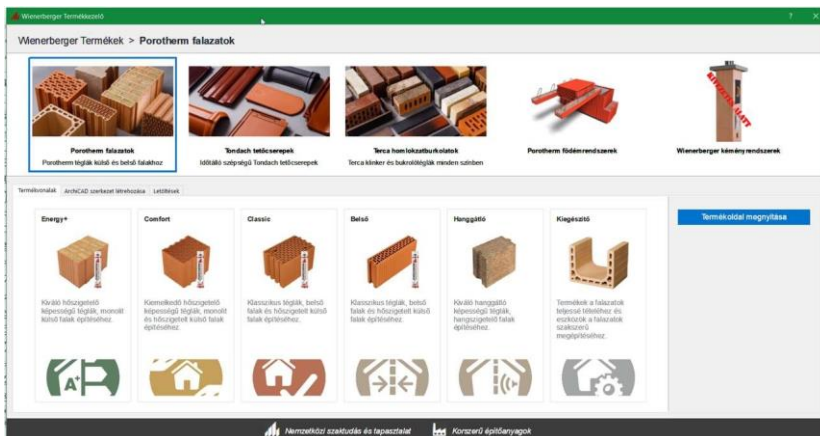 Wienerberger Termékkezelő
Wienerberger Termékek > Porotherm falazatok
KIVEZETÉS ALATT
Porotherm falazatok
Porotherm téglák külső és belső falakhoz
Tondach tetőcserepek
Időtálló szépségű Tondach tetőcserepek
Terca homlokzatburkolatok
Terca klinker és bukrolótéglák minden színben
Porotherm födémrendszerek
Wienerberger kéményrendszerek
Termékvonalak
ArchiCAD szerkezet létrehozása
Letöltések
Termékoldal megnyitása
Energy+
Kiváló hőszigetelő
képességű téglák, monolit
külső falak építéséhez.
A+
Comfort
Kiemelkedő hőszigetelő
képességű téglák, monolit
és hőszigetelt külső falak
építéséhez.
Classic
Klasszikus téglák, belső
falak és hőszigetelt külső
falak építéséhez.
Belső
Klasszikus téglák, belső
falak és hőszigetelt külső
falak építéséhez.
Hanggátló
Kiváló hanggátló
képességű téglák,
hangszigetelő falak
építéséhez.
Kiegészítő
Termékek a falazatok
teljessé tételéhez és
eszközök a falazatok
szakszerű
megépítéséhez.
Nemzetközi szaktudás és tapasztalat
Korszerű építőanyagok